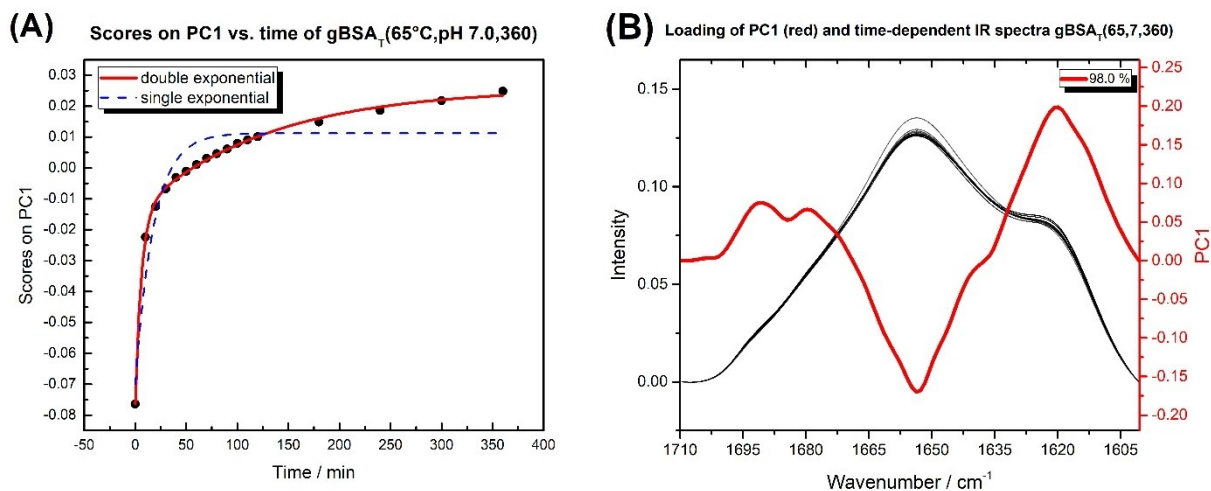 (A)
Scores on PC1 vs. time of gBSA_T(65°C,pH 7.0,360)
double exponential
single exponential
Scores on PC1
0.03
0.02
0.01
0.00
-0.01
-0.02
-0.03
-0.04
-0.05
-0.06
-0.07
-0.08
-50 0 50 100 150 200 250 300 350 400
Time / min
(B)
Loading of PC1 (red) and time-dependent IR spectra gBSA_T(65,7,360)
98.0 %
Intensity
0.15
0.10
0.05
0.00
0.25
0.20
0.15
0.10
0.05
0.00
-0.05
-0.10
-0.15
-0.20
PC1
1710 1695 1680 1665 1650 1635 1620 1605
Wavenumber / cm⁻¹